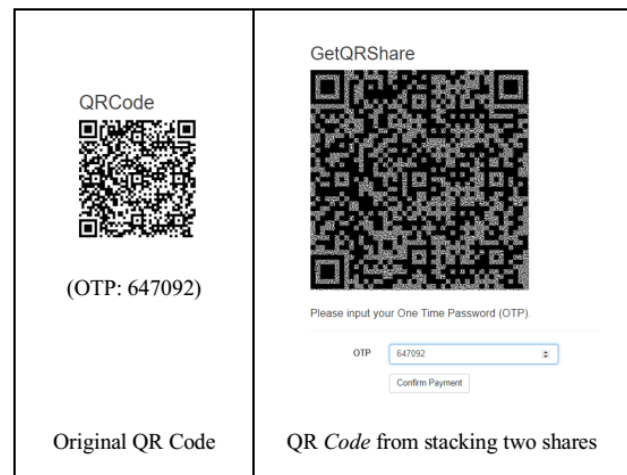 QRCode
(OTP: 647092)
Original QR Code
GetQRShare
Please input your One Time Password (OTP).
OTP 647092
Confirm Payment
QR Code from stacking two shares